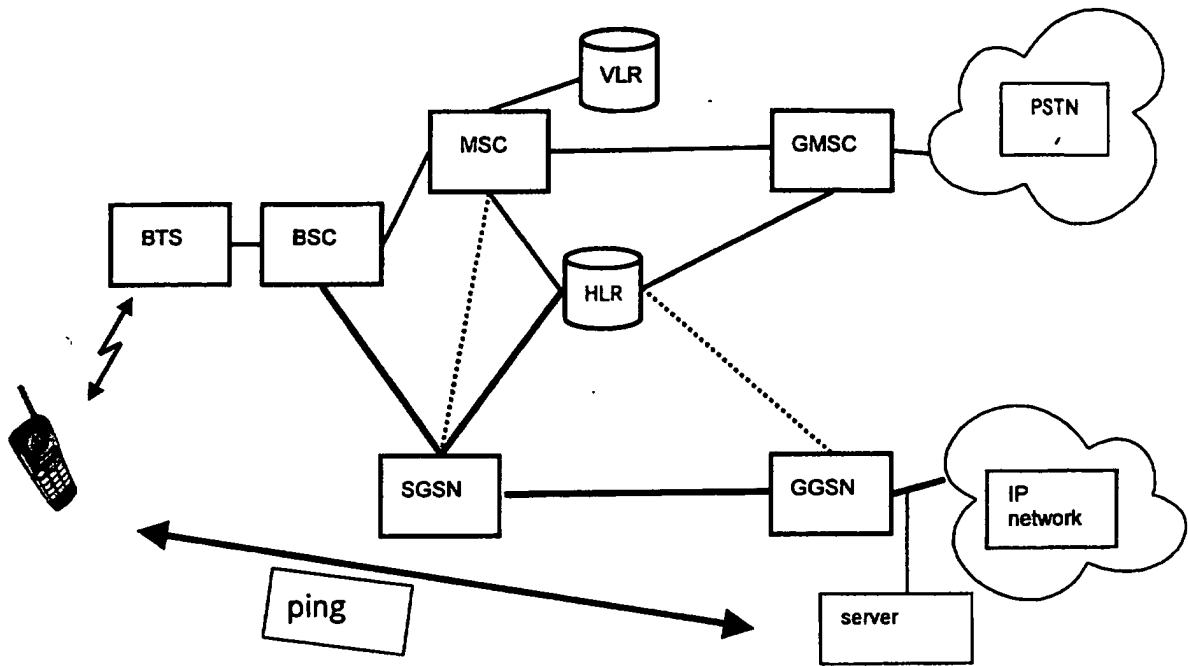 VLR
PSTN
MSC
GMSC
BTS
BSC
HLR
SGSN
GGSN
IP
network
ping
server